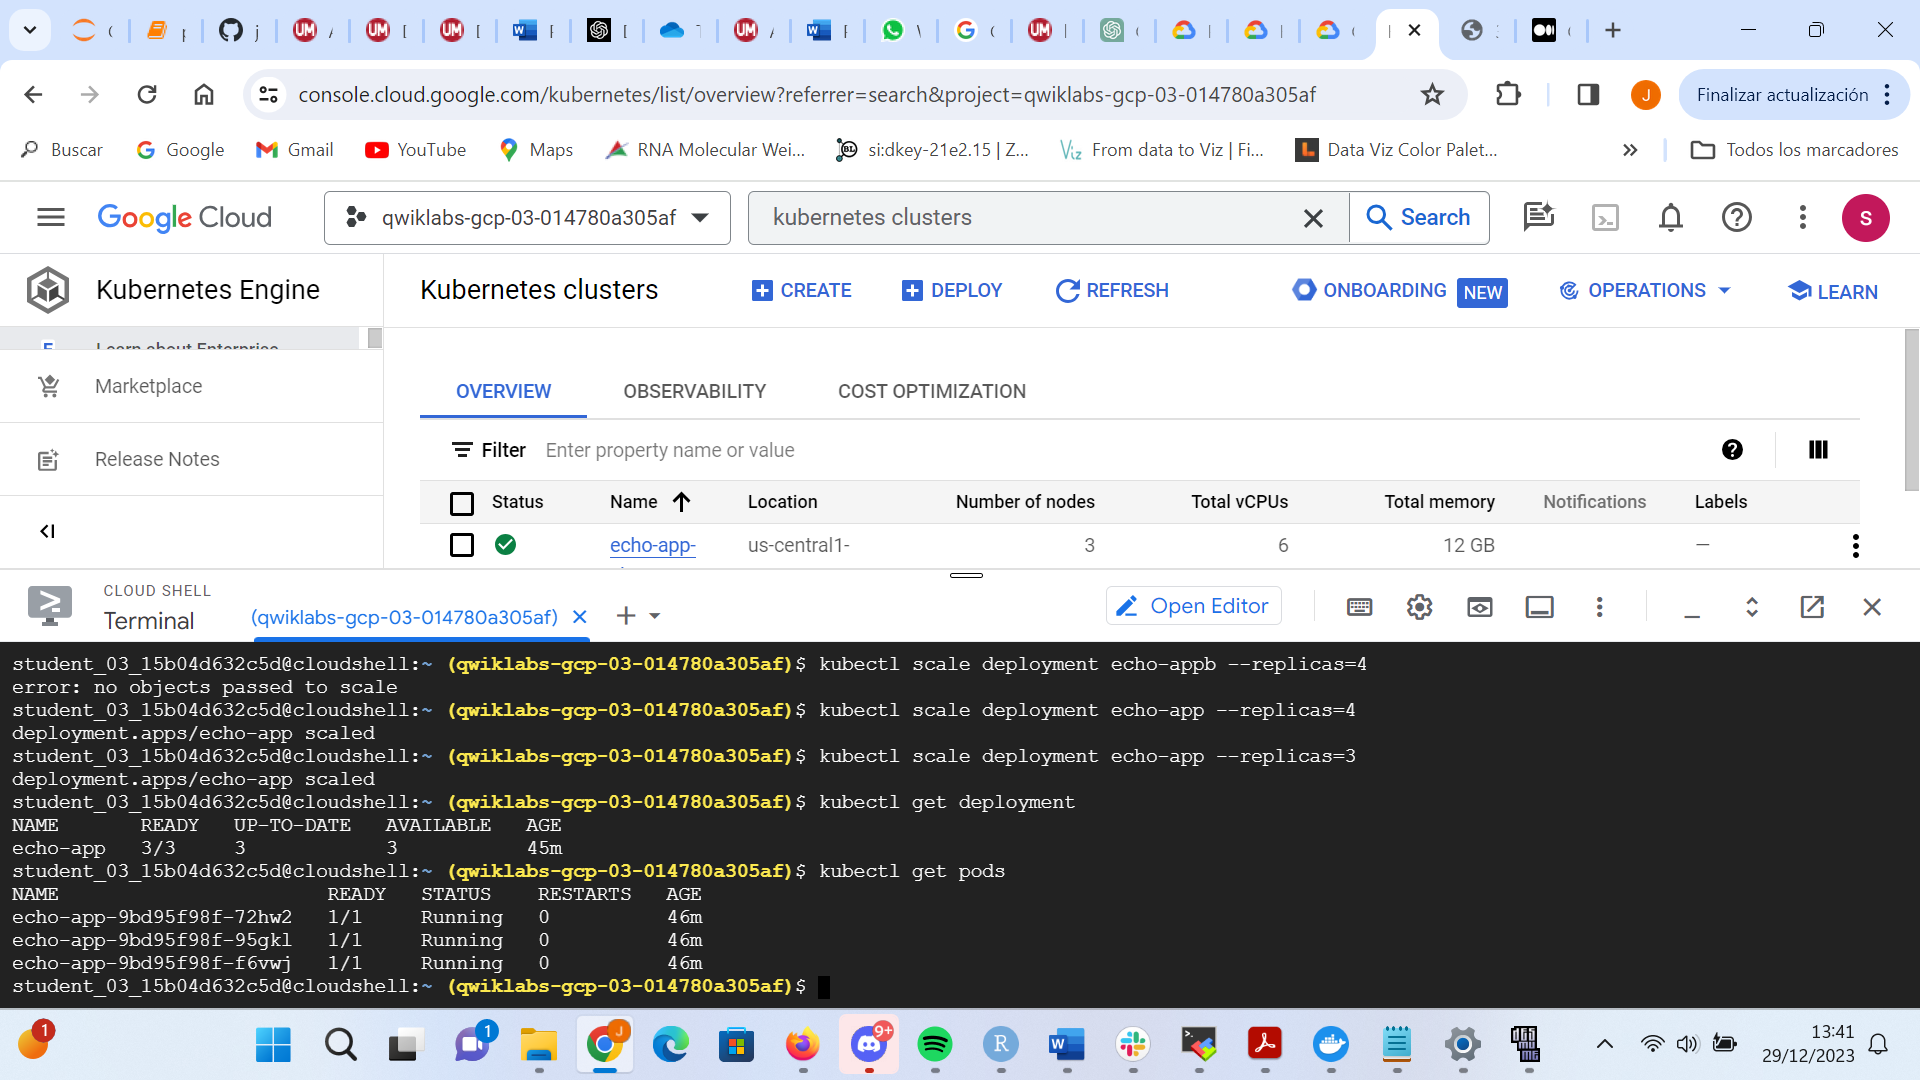 console.cloud.google.com/kubernetes/list/overview?referrer=search&project=qwiklabs-gcp-03-014780a305af
Finalizar actualización
Buscar
Google
Gmail
YouTube
Maps
RNA Molecular Wei...
si:dkey-21e2.15 | Z...
From data to Viz | Fi...
Data Viz Color Palet...
Todos los marcadores
Google Cloud
qwiklabs-gcp-03-014780a305af
kubernetes clusters
Search
S
Kubernetes Engine
Kubernetes clusters
CREATE
DEPLOY
REFRESH
ONBOARDING NEW
OPERATIONS
LEARN
Learn about Enterprise
Marketplace
Release Notes
OVERVIEW
OBSERVABILITY
COST OPTIMIZATION
Filter Enter property name or value
Status Name Location Number of nodes Total vCPUs Total memory Notifications Labels
echo-app- us-central1- 3 6 12 GB —
CLOUD SHELL
Terminal
(qwiklabs-gcp-03-014780a305af)
Open Editor
student_03_15b04d632c5d@cloudshell:~ (qwiklabs-gcp-03-014780a305af)$ kubectl scale deployment echo-appb --replicas=4
error: no objects passed to scale
student_03_15b04d632c5d@cloudshell:~ (qwiklabs-gcp-03-014780a305af)$ kubectl scale deployment echo-app --replicas=4
deployment.apps/echo-app scaled
student_03_15b04d632c5d@cloudshell:~ (qwiklabs-gcp-03-014780a305af)$ kubectl scale deployment echo-app --replicas=3
deployment.apps/echo-app scaled
student_03_15b04d632c5d@cloudshell:~ (qwiklabs-gcp-03-014780a305af)$ kubectl get deployment
NAME READY UP-TO-DATE AVAILABLE AGE
echo-app 3/3 3 3 45m
student_03_15b04d632c5d@cloudshell:~ (qwiklabs-gcp-03-014780a305af)$ kubectl get pods
NAME READY STATUS RESTARTS AGE
echo-app-9bd95f98f-72hw2 1/1 Running 0 46m
echo-app-9bd95f98f-95gkl 1/1 Running 0 46m
echo-app-9bd95f98f-f6vwj 1/1 Running 0 46m
student_03_15b04d632c5d@cloudshell:~ (qwiklabs-gcp-03-014780a305af)$
1
1
J
9+
13:41
29/12/2023